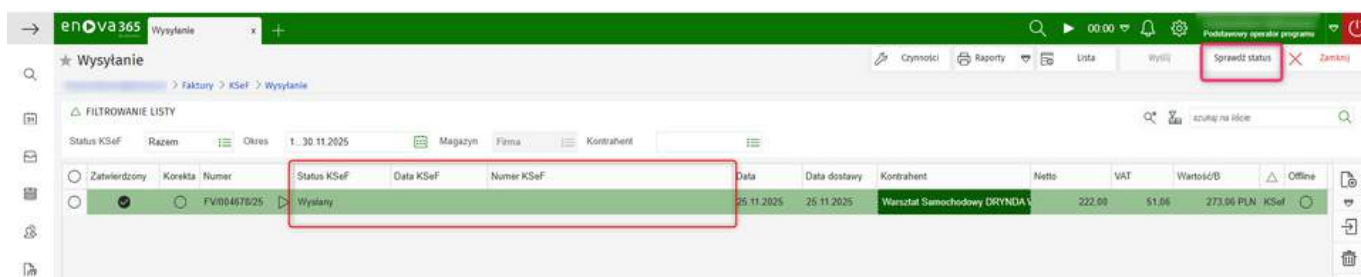 enova365 Wysyłanie x + 00:00 Podstawowy operator programu
Wysyłanie Czynności Raporty Lista Wyślij Sprawdź status Zamknij
> Faktury > KSeF > Wysyłanie
FILTROWANIE LISTY szukaj na liście
Status KSeF Razem Okres 1...30.11.2025 Magazyn Firma Kontrahent
Zatwierdzony Korekta Numer Status KSeF Data KSeF Numer KSeF Data Data dostawy Kontrahent Netto VAT Wartość/B Offline
FV/004678/25 Wysłany 25.11.2025 25.11.2025 Warsztat Samochodowy DRYNDA 222,00 51,06 273,06 PLN KSeF